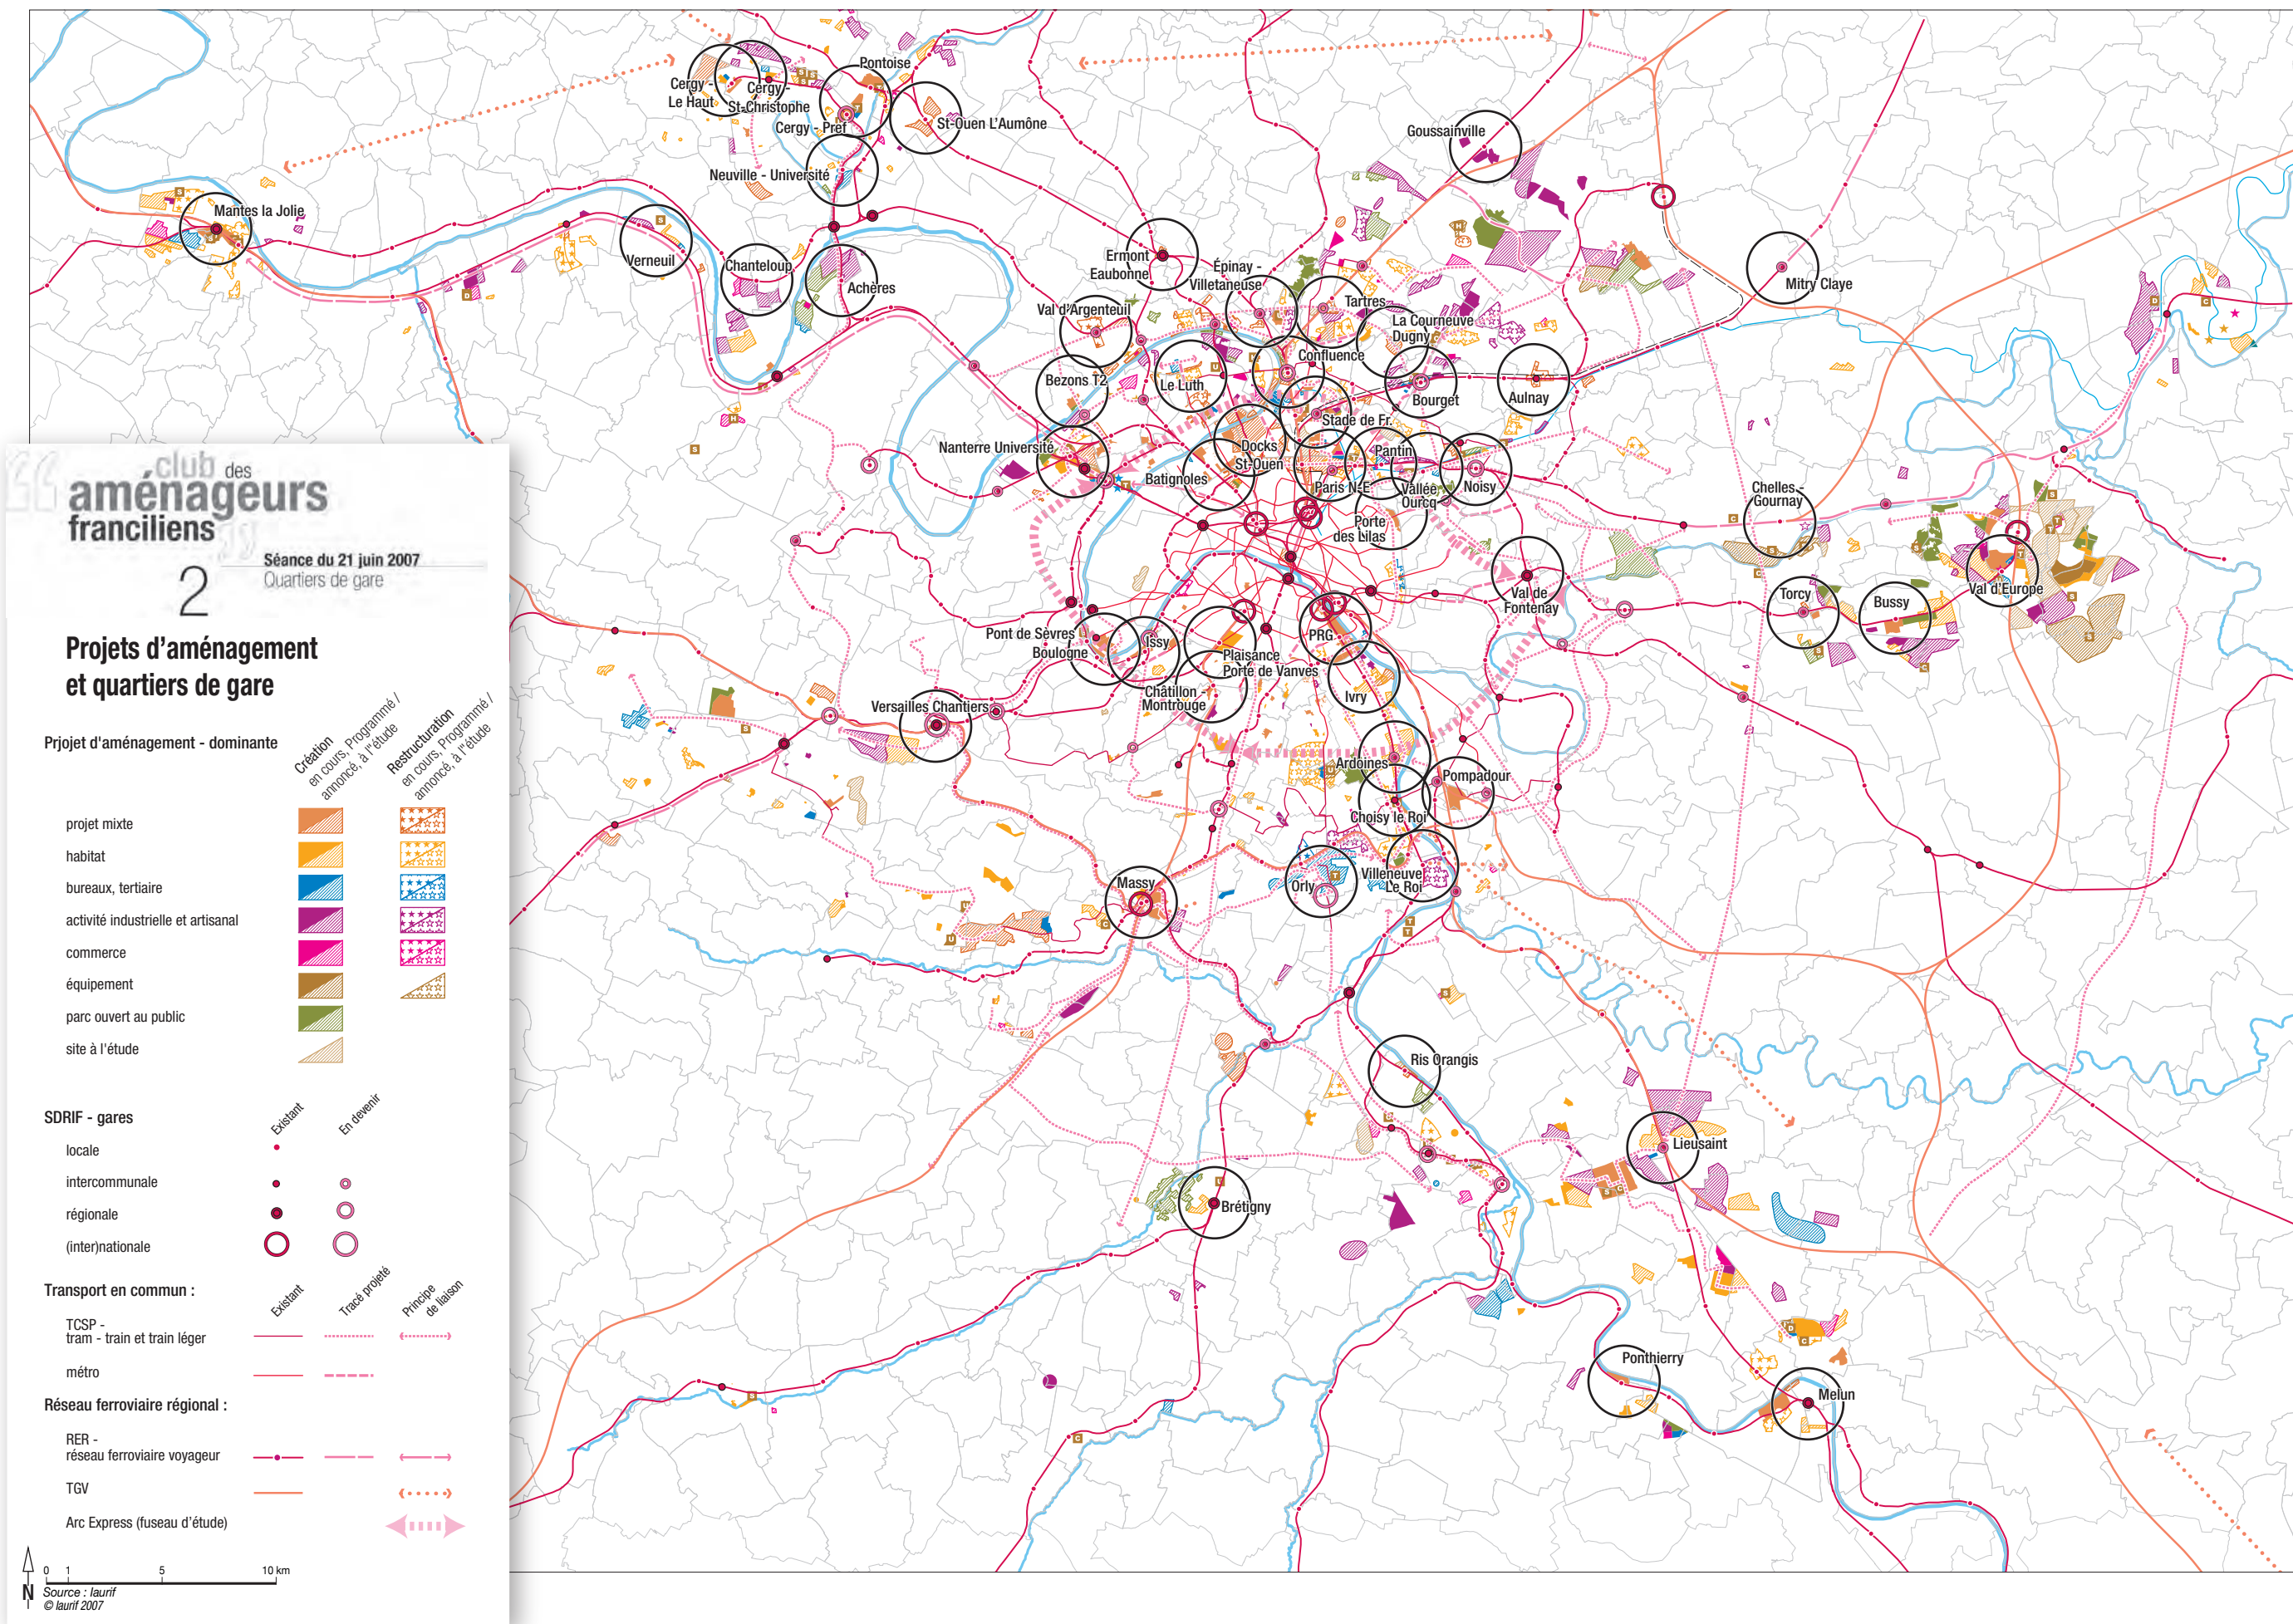 club des
aménageurs
franciliens
Séance du 21 juin 2007
2
Quartiers de gare
Projets d'aménagement
et quartiers de gare
Prjojet d'aménagement - dominante
Création
en cours, Programmé /
annoncé, à l"étude
Restructuration
en cours, Programmé /
annoncé, à l"étude
projet mixte
habitat
bureaux, tertiaire
activité industrielle et artisanal
commerce
équipement
parc ouvert au public
site à l'étude
SDRIF - gares
Existant
En devenir
locale
intercommunale
régionale
(inter)nationale
Transport en commun :
Existant
Tracé projeté
Principe
de liaison
TCSP -
tram - train et train léger
métro
Réseau ferroviaire régional :
RER -
réseau ferroviaire voyageur
TGV
Arc Express (fuseau d'étude)
0 1 5 10 km
N
Source : Iaurif
© Iaurif 2007
Pontoise
Cergy -
Le Haut
Cergy -
St-Christophe
Cergy - Pref
St-Ouen L'Aumône
Neuville - Université
Goussainville
Mantes la Jolie
Verneuil
Chanteloup
Achères
Ermont
Eaubonne
Épinay -
Villetaneuse
Mitry Claye
Val d'Argenteuil
Tartres
La Courneuve
Dugny
Confluence
Bezons T2
Le Luth
Bourget
Aulnay
Stade de Fr.
Nanterre Université
Docks
St-Ouen
Pantin
Batignoles
Paris N-E
Vallée
Ourcq
Noisy
Porte
des Lilas
Chelles -
Gournay
Val de
Fontenay
Torcy
Bussy
Val d'Europe
Pont de Sèvres
Boulogne
Issy
PRG
Plaisance
Porte de Vanves
Châtillon -
Montrouge
Ivry
Versailles Chantiers
Ardoines
Pompadour
Choisy le Roi
Massy
Orly
Villeneuve
Le Roi
Ris Orangis
Lieusaint
Brétigny
Ponthierry
Melun